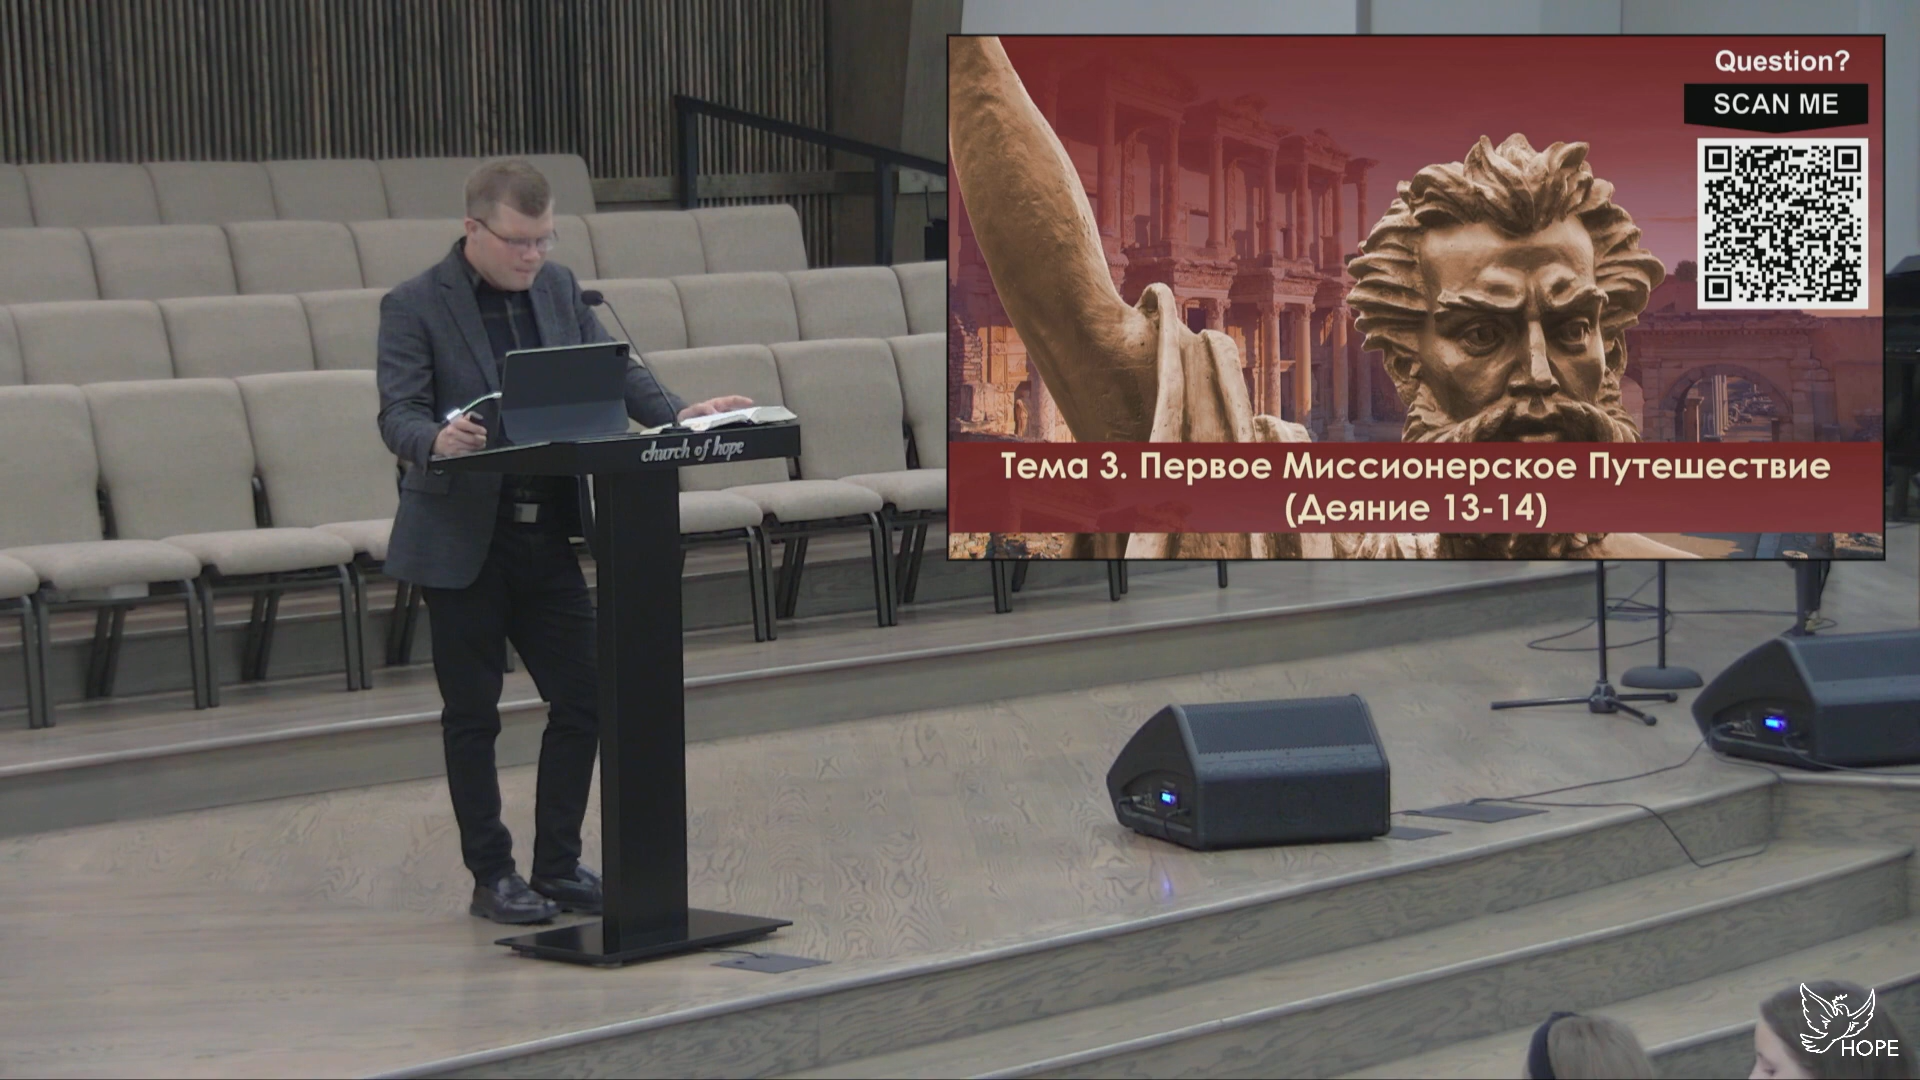 Question?
SCAN ME
Тема 3. Первое Миссионерское Путешествие
(Деяние 13-14)
church of hope
HOPE